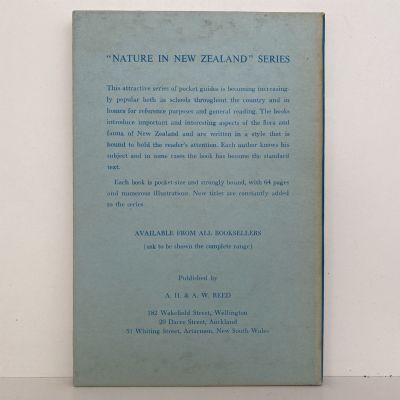 "NATURE IN NEW ZEALAND" SERIES
This attractive series of pocket guides is becoming increasing-
ly popular both in schools throughout the country and in
homes for reference purposes and general reading. The books
introduce important and interesting aspects of the flora and
fauna of New Zealand and are written in a style that is
bound to hold the reader's attention. Each author knows his
subject and in some cases the book has become the standard
text.
Each book is pocket-size and strongly bound, with 64 pages
and numerous illustrations. New titles are constantly added
to the series.
AVAILABLE FROM ALL BOOKSELLERS
(ask to be shown the complete range)
Published by
A. H. & A. W. REED
182 Wakefield Street, Wellington
29 Dacre Street, Auckland
51 Whiting Street, Artarmon, New South Wales